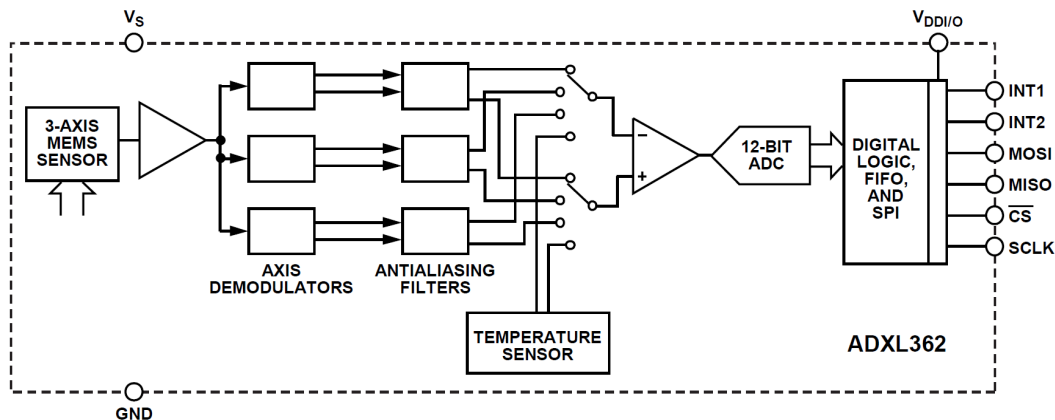 VS
VDDI/O
3-AXIS
MEMS
SENSOR
AXIS
DEMODULATORS
ANTIALIASING
FILTERS
TEMPERATURE
SENSOR
−
+
12-BIT
ADC
DIGITAL
LOGIC,
FIFO,
AND
SPI
INT1
INT2
MOSI
MISO
C̅S̅
SCLK
ADXL362
GND